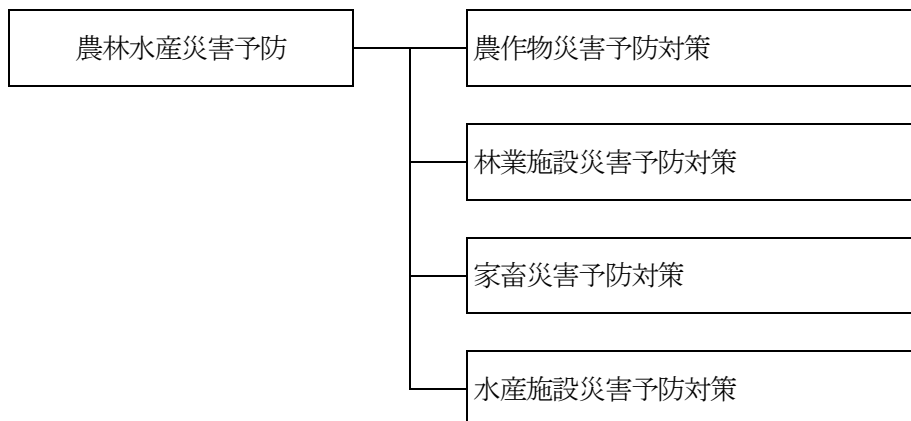 農林水産災害予防
農作物災害予防対策
林業施設災害予防対策
家畜災害予防対策
水産施設災害予防対策